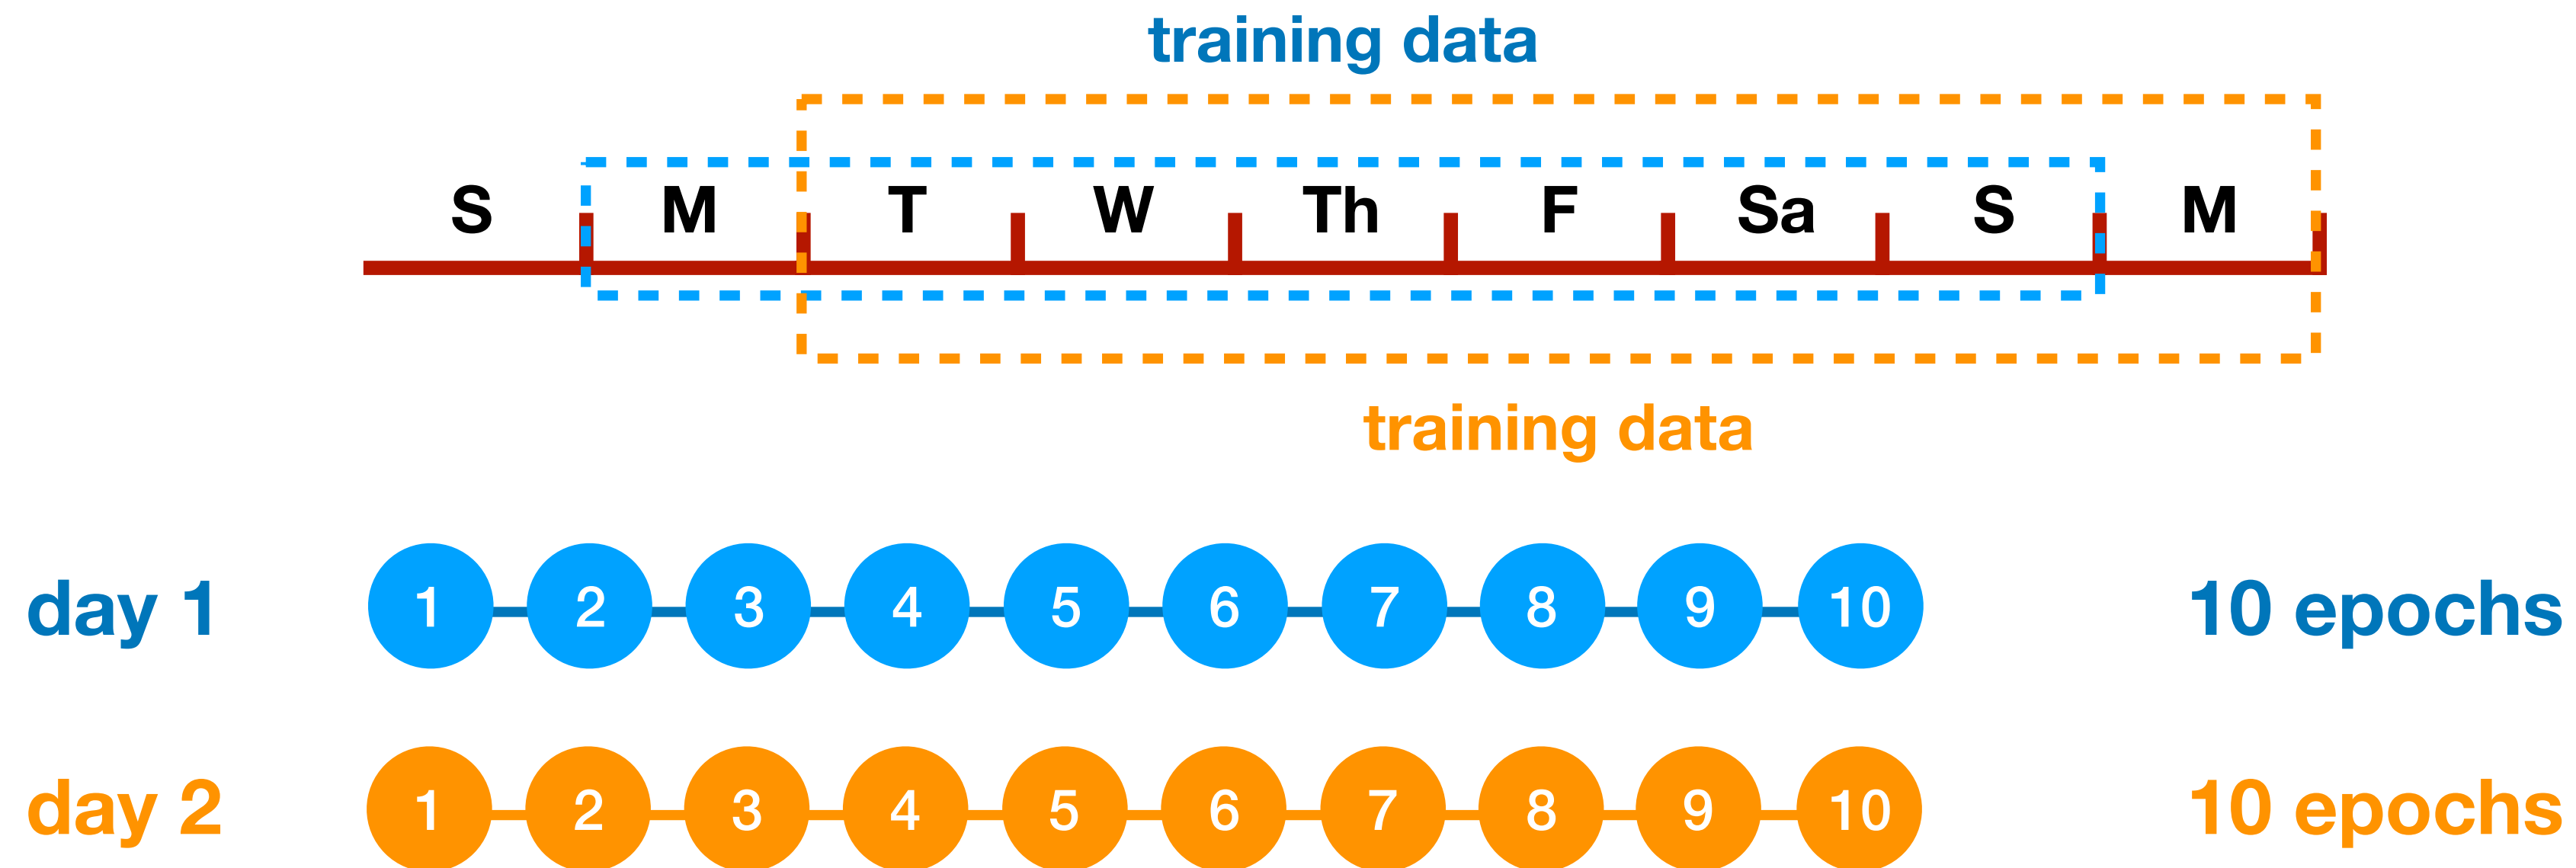 training data
S M T W Th F Sa S M
training data
day 1 1 2 3 4 5 6 7 8 9 10 10 epochs
day 2 1 2 3 4 5 6 7 8 9 10 10 epochs